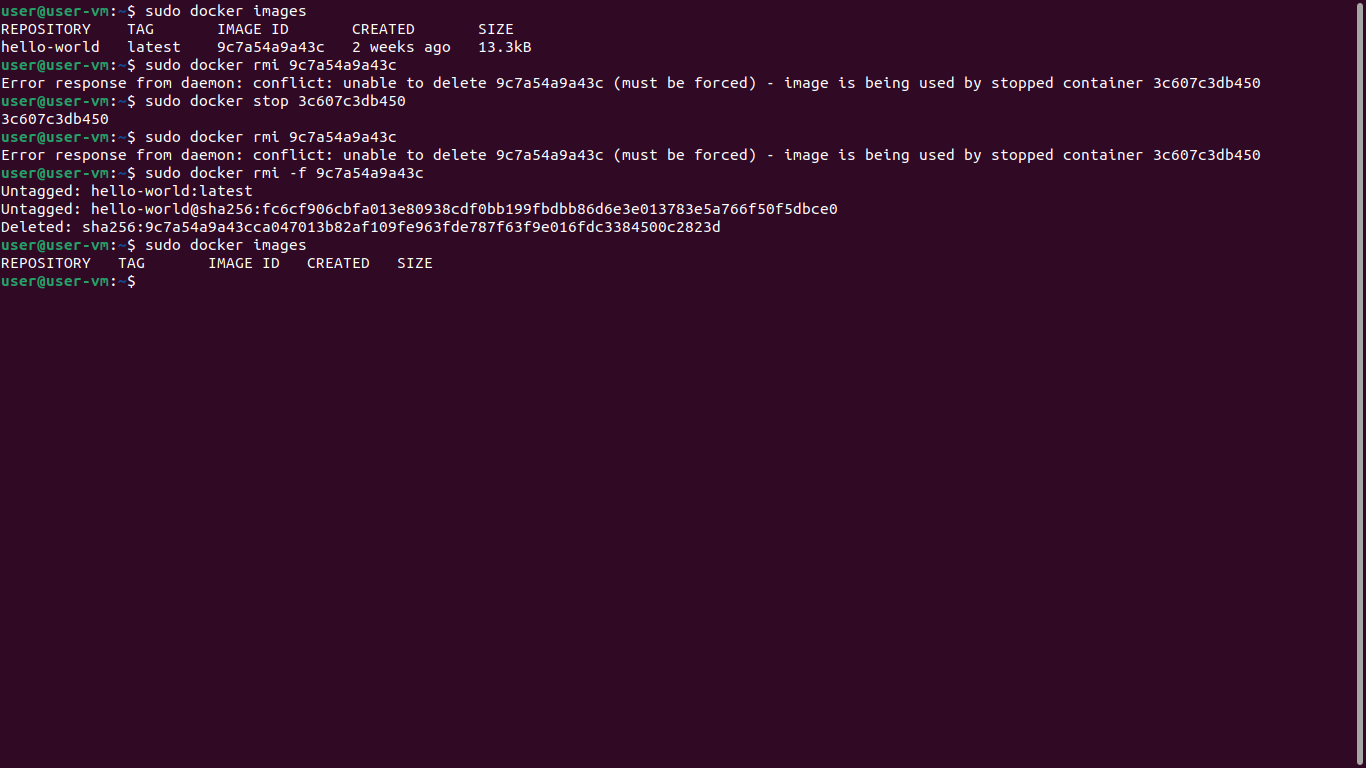 user@user-vm:~$ sudo docker images
REPOSITORY    TAG       IMAGE ID       CREATED       SIZE
hello-world   latest    9c7a54a9a43c   2 weeks ago   13.3kB
user@user-vm:~$ sudo docker rmi 9c7a54a9a43c
Error response from daemon: conflict: unable to delete 9c7a54a9a43c (must be forced) - image is being used by stopped container 3c607c3db450
user@user-vm:~$ sudo docker stop 3c607c3db450
3c607c3db450
user@user-vm:~$ sudo docker rmi 9c7a54a9a43c
Error response from daemon: conflict: unable to delete 9c7a54a9a43c (must be forced) - image is being used by stopped container 3c607c3db450
user@user-vm:~$ sudo docker rmi -f 9c7a54a9a43c
Untagged: hello-world:latest
Untagged: hello-world@sha256:fc6cf906cbfa013e80938cdf0bb199fbdbb86d6e3e013783e5a766f50f5dbce0
Deleted: sha256:9c7a54a9a43cca047013b82af109fe963fde787f63f9e016fdc3384500c2823d
user@user-vm:~$ sudo docker images
REPOSITORY   TAG       IMAGE ID   CREATED   SIZE
user@user-vm:~$